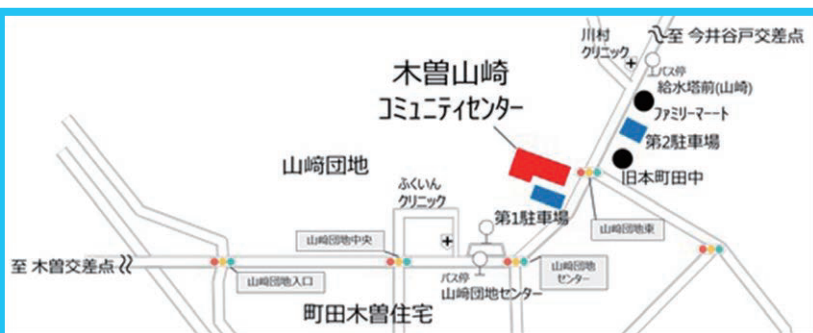 川村
クリニック
至 今井谷戸交差点
バス停
給水塔前(山崎)
ファミリーマート
第2駐車場
旧本町田中
木曽山崎
コミュニティセンター
山﨑団地
ふくいん
クリニック
第1駐車場
山﨑団地東
山﨑団地中央
至 木曽交差点
山﨑団地入口
バス停
山﨑団地センター
山﨑団地
センター
町田木曽住宅